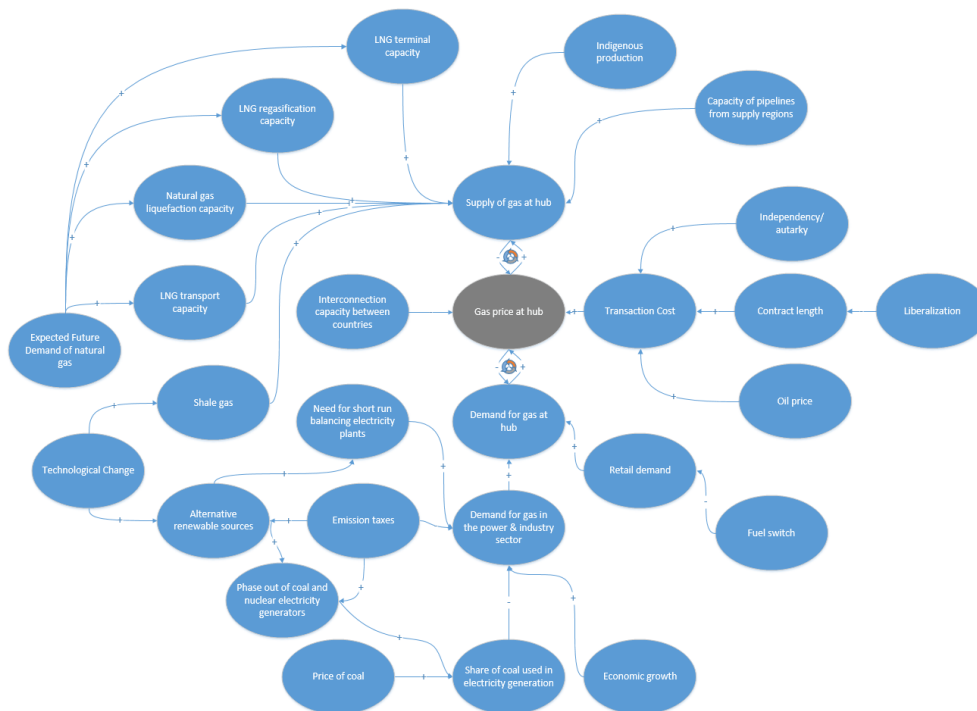 LNG terminal
capacity
Indigenous
production
LNG regasification
capacity
Capacity of pipelines
from supply regions
Natural gas
liquefaction capacity
Supply of gas at hub
Independency/
autarky
LNG transport
capacity
Interconnection
capacity between
countries
Gas price at hub
Transaction Cost
Contract length
Liberalization
Expected Future
Demand of natural
gas
Shale gas
Need for short run
balancing electricity
plants
Demand for gas at
hub
Oil price
Technological Change
Retail demand
Alternative
renewable sources
Emission taxes
Demand for gas in
the power & industry
sector
Fuel switch
Phase out of coal and
nuclear electricity
generators
Price of coal
Share of coal used in
electricity generation
Economic growth